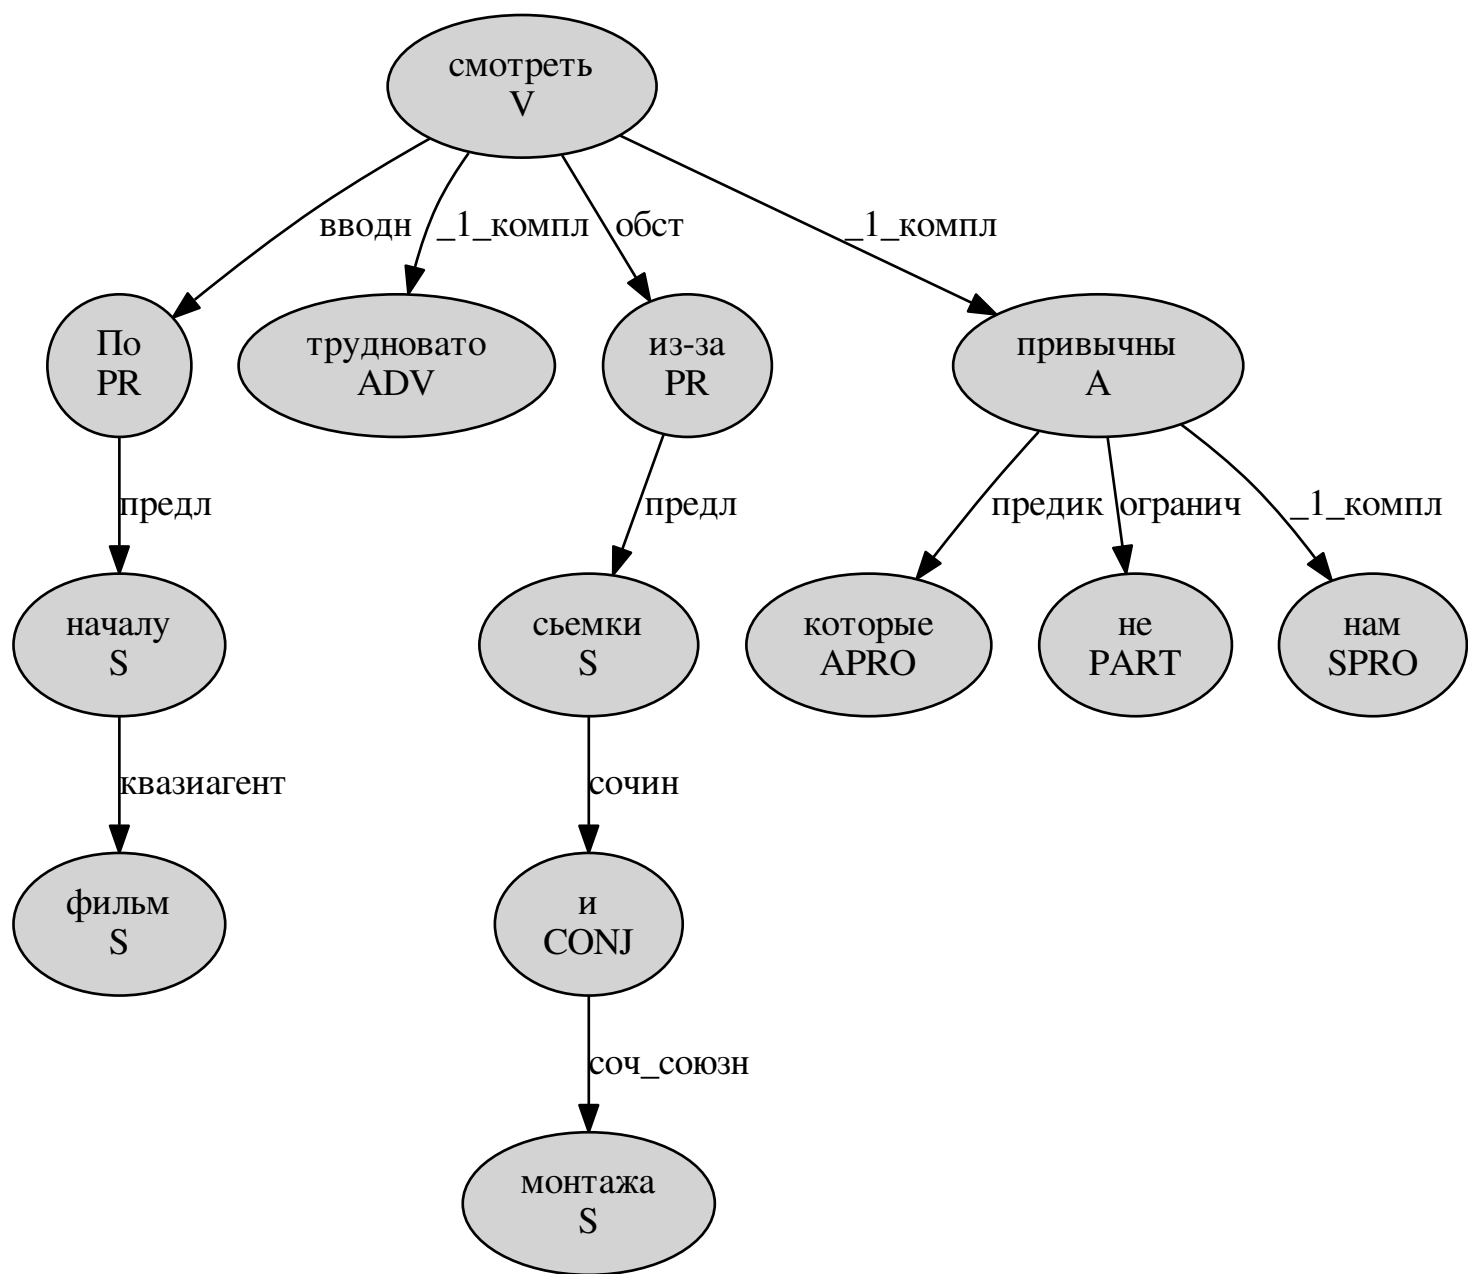 смотреть
V
вводн
_1_компл
обст
_1_компл
По
PR
трудновато
ADV
из-за
PR
привычны
A
предл
предл
предик
огранич
_1_компл
началу
S
сьемки
S
которые
APRO
не
PART
нам
SPRO
квазиагент
сочин
фильм
S
и
CONJ
соч_союзн
монтажа
S